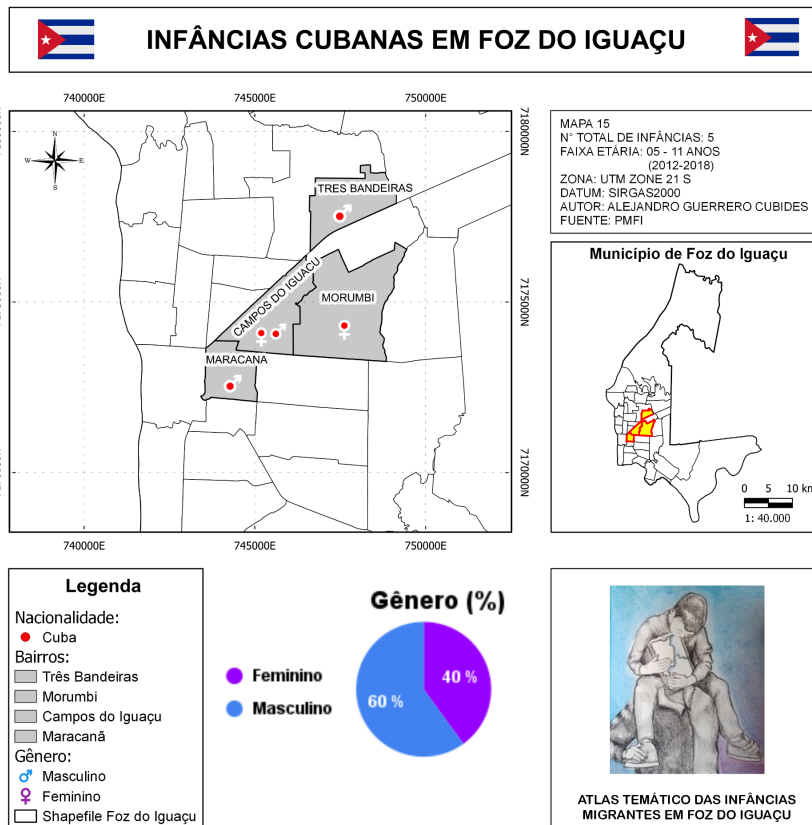 INFÂNCIAS CUBANAS EM FOZ DO IGUAÇU
740000E
745000E
750000E
7180000N
7175000N
7170000N
N
W
E
S
TRES BANDEIRAS
CAMPOS DO IGUACU
MORUMBI
MARACANA
740000E
745000E
750000E
MAPA 15
N° TOTAL DE INFÂNCIAS: 5
FAIXA ETÁRIA: 05 - 11 ANOS
(2012-2018)
ZONA: UTM ZONE 21 S
DATUM: SIRGAS2000
AUTOR: ALEJANDRO GUERRERO CUBIDES
FUENTE: PMFI
Município de Foz do Iguaçu
0 5 10 km
1: 40.000
Legenda
Nacionalidade:
Cuba
Bairros:
Três Bandeiras
Morumbi
Campos do Iguaçu
Maracanã
Gênero:
Masculino
Feminino
Shapefile Foz do Iguaçu
Gênero (%)
Feminino
Masculino
40 %
60 %
ATLAS TEMÁTICO DAS INFÂNCIAS
MIGRANTES EM FOZ DO IGUAÇU